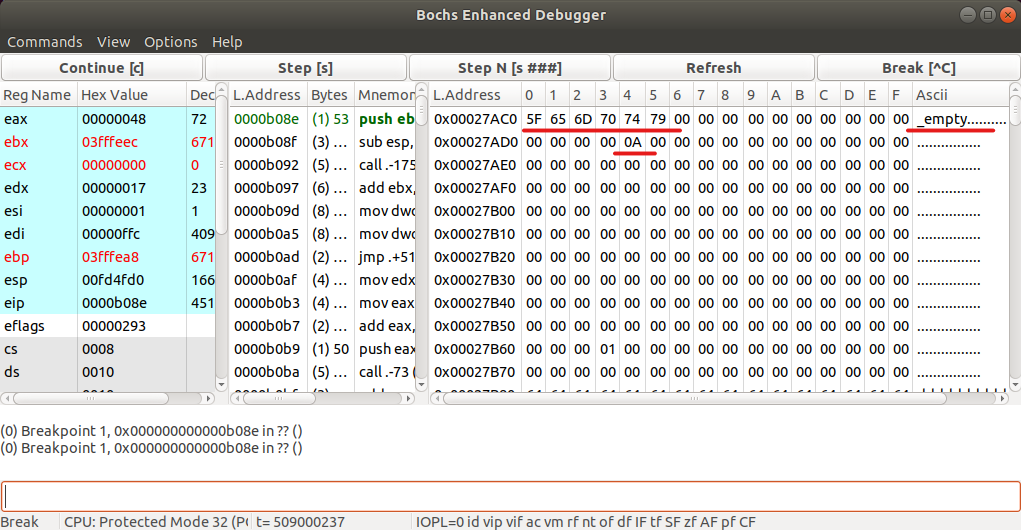 Bochs Enhanced Debugger
Commands View Options Help
Continue [c] Step [s] Step N [s ###] Refresh Break [^C]
Reg Name Hex Value Dec L.Address Bytes Mnemon L.Address 0 1 2 3 4 5 6 7 8 9 A B C D E F Ascii
eax 00000048 72 0000b08e (1) 53 push eb 0x00027AC0 5F 65 6D 70 74 79 00 00 00 00 00 00 00 00 00 00 _empty..........
ebx 03fffeec 671 0000b08f (3) ... sub esp, 0x00027AD0 00 00 00 00 0A 00 00 00 00 00 00 00 00 00 00 00 ................
ecx 00000000 0 0000b092 (5) ... call .-175 0x00027AE0 00 00 00 00 00 00 00 00 00 00 00 00 00 00 00 00 ................
edx 00000017 23 0000b097 (6) ... add ebx, 0x00027AF0 00 00 00 00 00 00 00 00 00 00 00 00 00 00 00 00 ................
esi 00000001 1 0000b09d (8) ... mov dwo 0x00027B00 00 00 00 00 00 00 00 00 00 00 00 00 00 00 00 00 ................
edi 00000ffc 409 0000b0a5 (8) ... mov dwo 0x00027B10 00 00 00 00 00 00 00 00 00 00 00 00 00 00 00 00 ................
ebp 03fffea8 671 0000b0ad (2) ... jmp .+51 0x00027B20 00 00 00 00 00 00 00 00 00 00 00 00 00 00 00 00 ................
esp 00fd4fd0 166 0000b0af (4) ... mov edx 0x00027B30 00 00 00 00 00 00 00 00 00 00 00 00 00 00 00 00 ................
eip 0000b08e 451 0000b0b3 (4) ... mov eax 0x00027B40 00 00 00 00 00 00 00 00 00 00 00 00 00 00 00 00 ................
eflags 00000293 0000b0b7 (2) ... add eax, 0x00027B50 00 00 00 00 00 00 00 00 00 00 00 00 00 00 00 00 ................
cs 0008 0000b0b9 (1) 50 push eax 0x00027B60 00 00 00 01 00 00 00 00 00 00 00 00 00 00 00 00 ................
ds 0010 0000b0ba (5) ... call .-73 ( 0x00027B70 00 00 00 00 00 00 00 00 00 00 00 00 00 00 00 00 ................
(0) Breakpoint 1, 0x000000000000b08e in ?? ()
(0) Breakpoint 1, 0x000000000000b08e in ?? ()
Break CPU: Protected Mode 32 (PC t= 509000237 IOPL=0 id vip vif ac vm rf nt of df IF tf SF zf AF pf CF